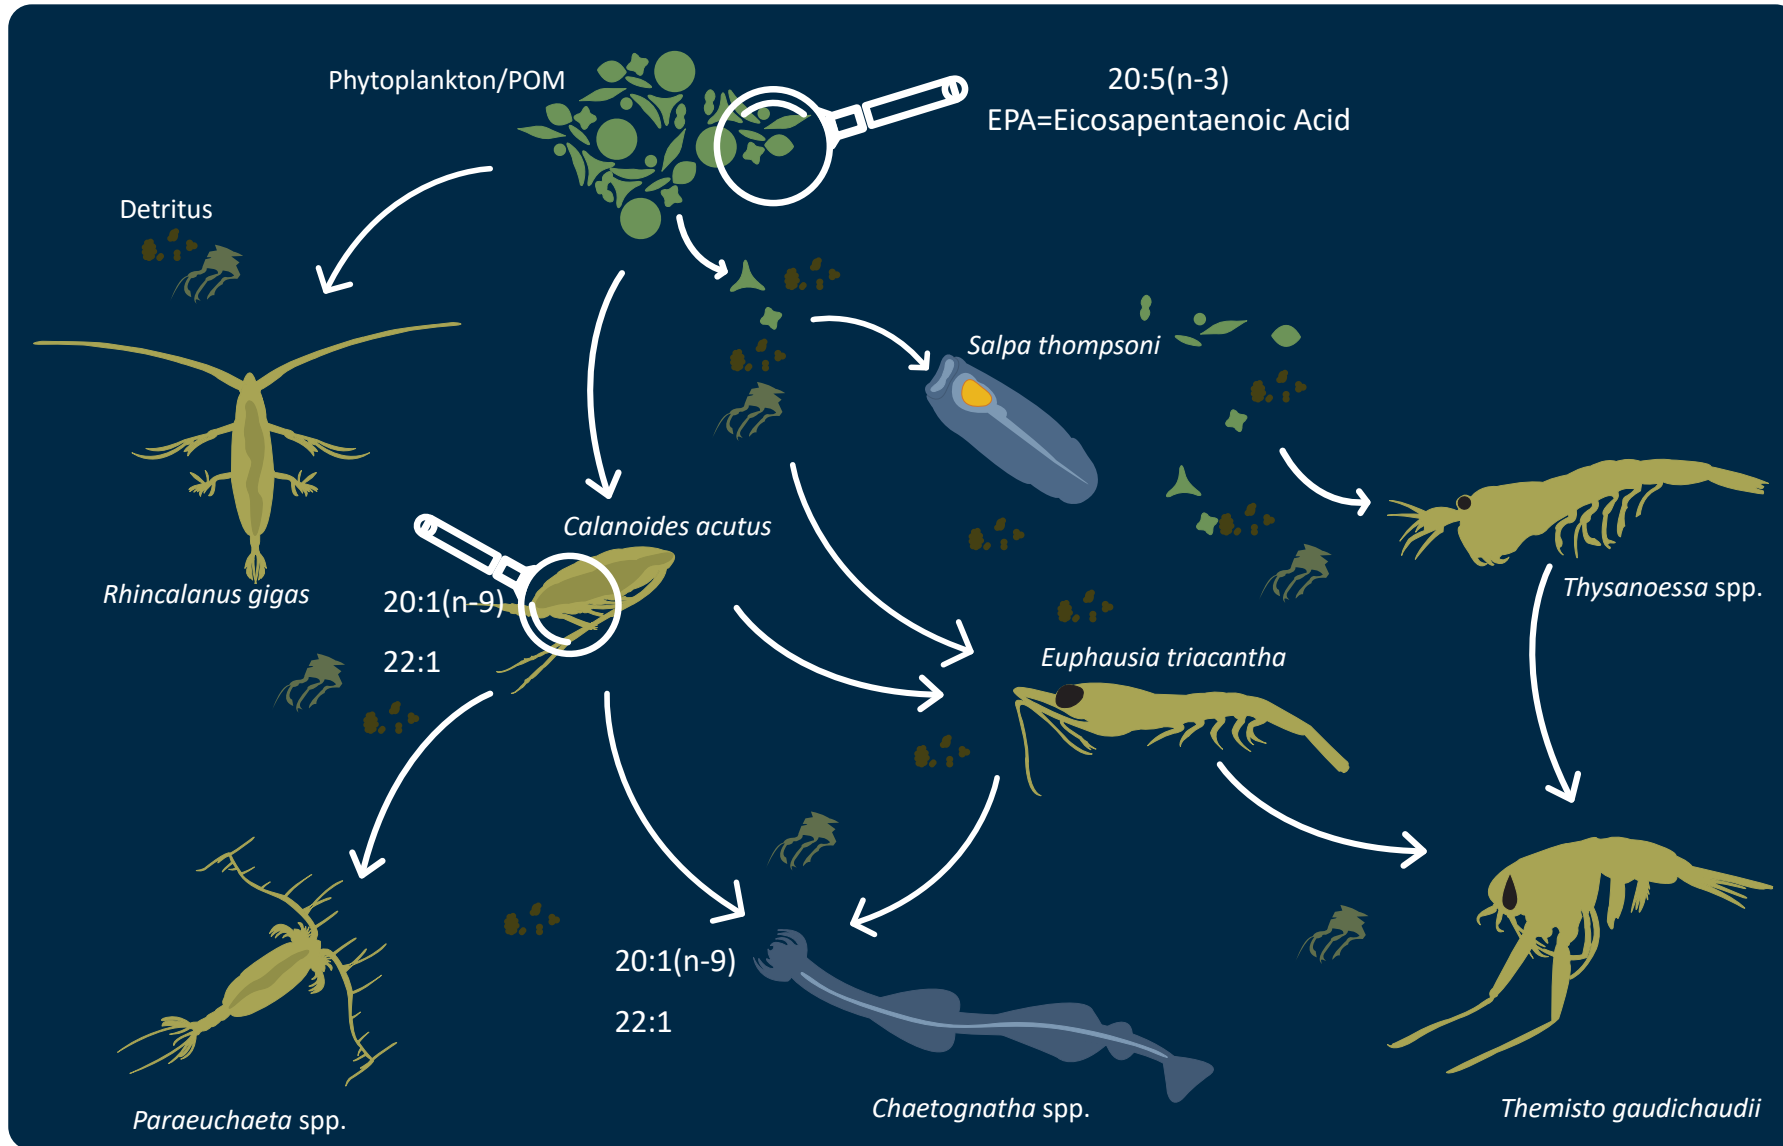 Phytoplankton/POM
20:5(n-3)
EPA=Eicosapentaenoic Acid
Detritus
Salpa thompsoni
Calanoides acutus
Rhincalanus gigas
20:1(n-9)
22:1
Thysanoessa spp.
Euphausia triacantha
20:1(n-9)
22:1
Paraeuchaeta spp.
Chaetognatha spp.
Themisto gaudichaudii